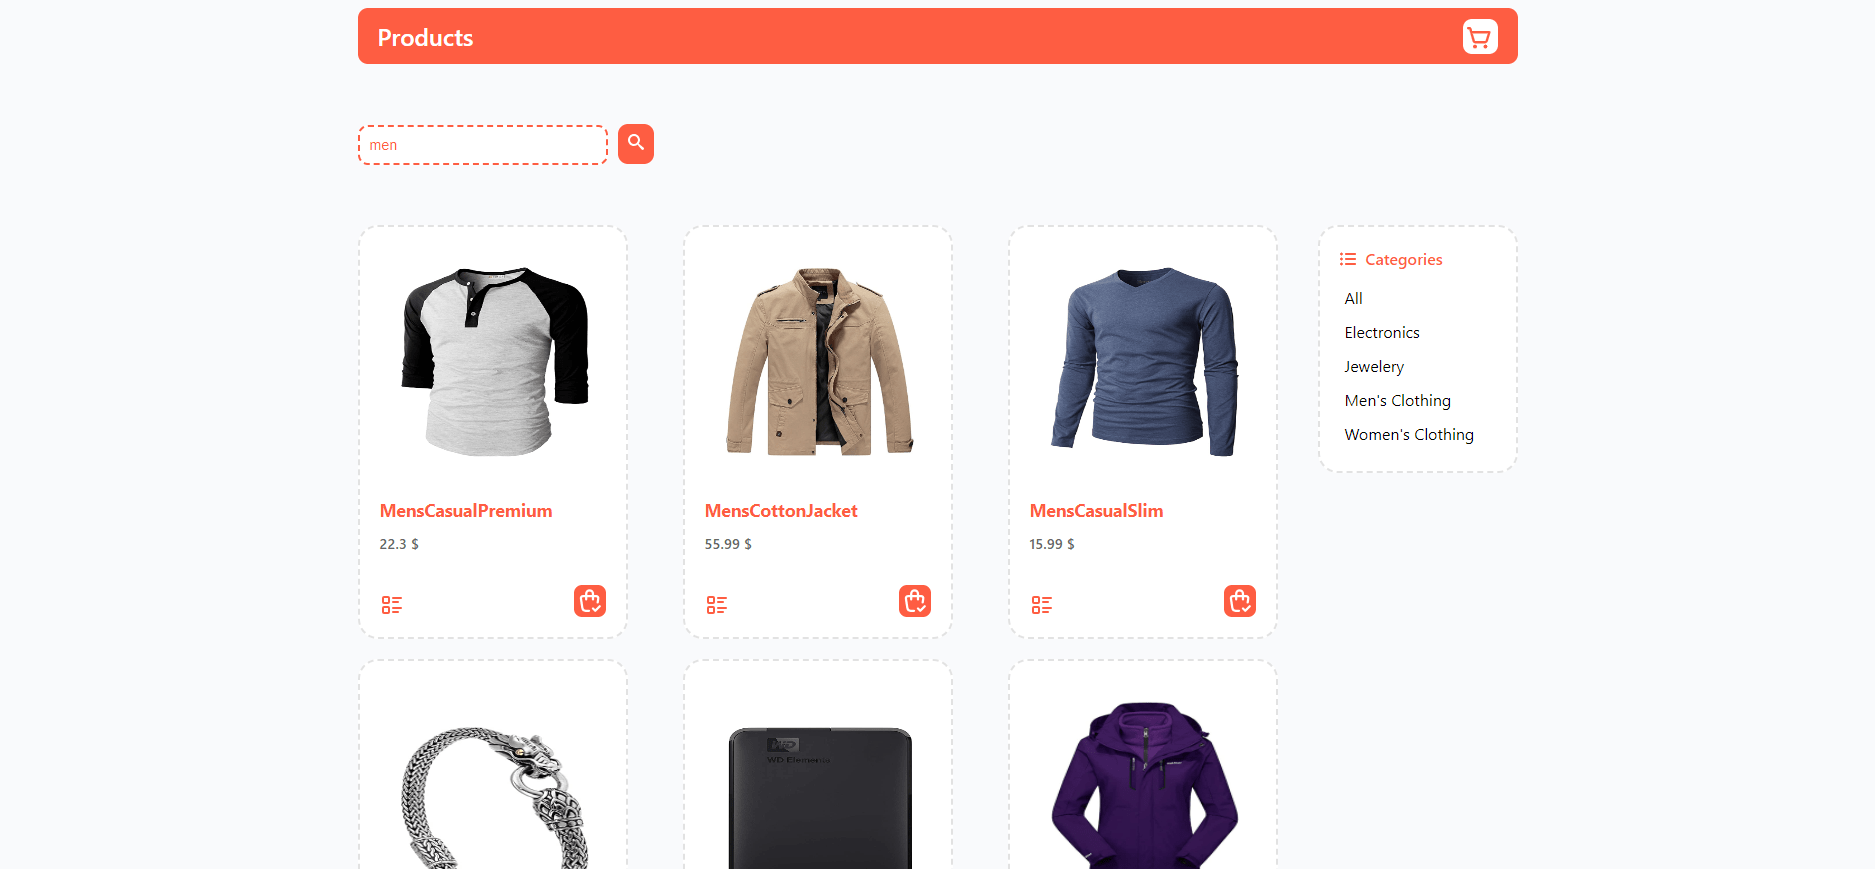 Products
men
MensCasualPremium
22.3 $
MensCottonJacket
55.99 $
MensCasualSlim
15.99 $
Categories
All
Electronics
Jewelery
Men's Clothing
Women's Clothing
WD
WD Elements